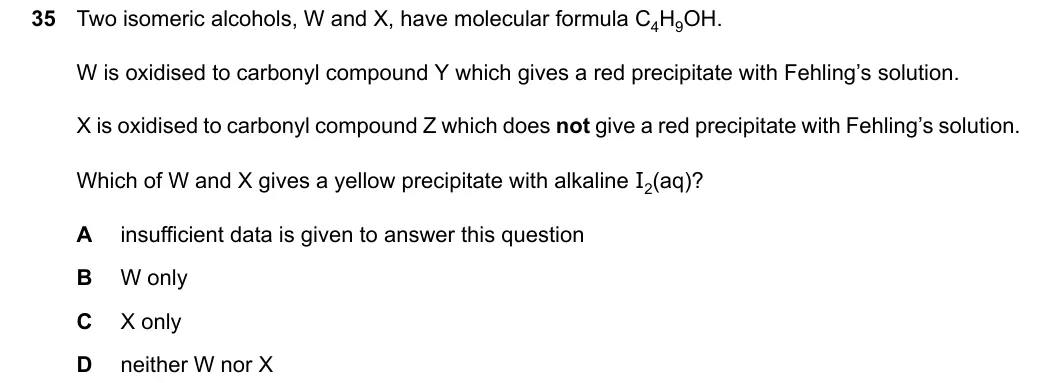 35 Two isomeric alcohols, W and X, have molecular formula C₄H₉OH.
W is oxidised to carbonyl compound Y which gives a red precipitate with Fehling’s solution.
X is oxidised to carbonyl compound Z which does not give a red precipitate with Fehling’s solution.
Which of W and X gives a yellow precipitate with alkaline I₂(aq)?
A insufficient data is given to answer this question
B W only
C X only
D neither W nor X